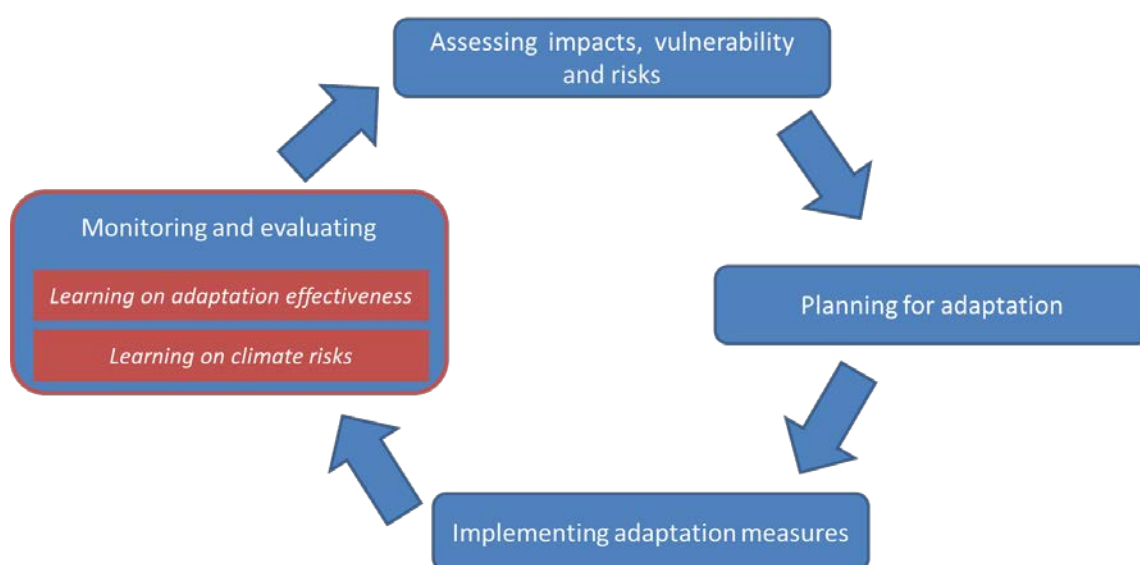 Assessing impacts, vulnerability
and risks
Monitoring and evaluating
Learning on adaptation effectiveness
Learning on climate risks
Planning for adaptation
Implementing adaptation measures